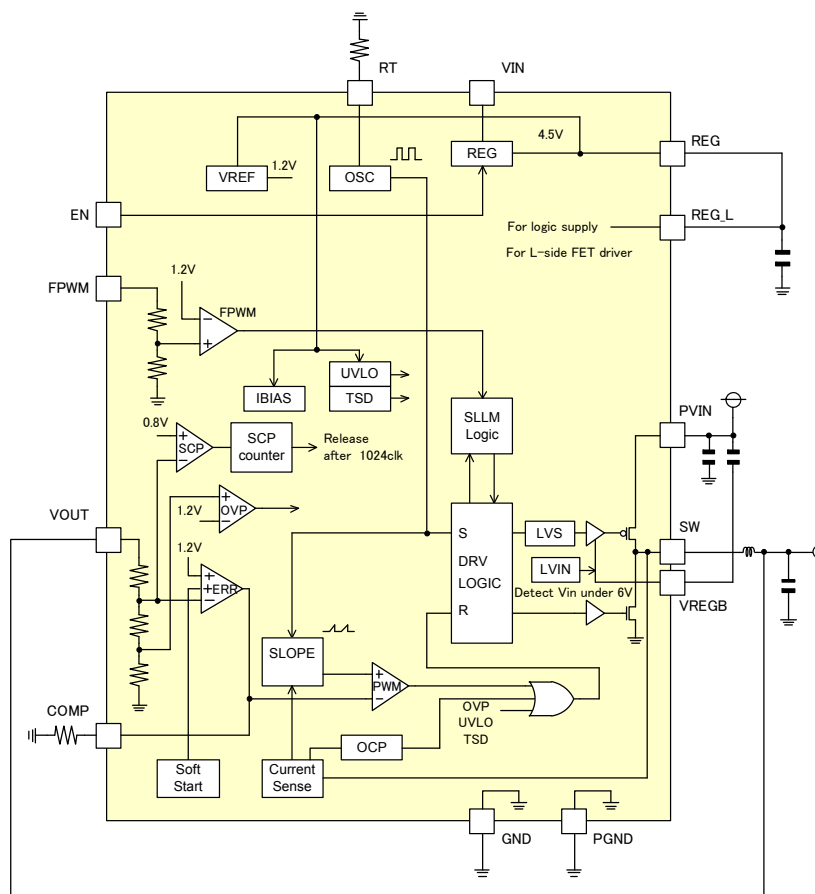 RT
VIN
4.5V
REG
VREF
1.2V
OSC
REG
EN
For logic supply
REG_L
For L-side FET driver
FPWM
1.2V
FPWM
UVLO
TSD
IBIAS
0.8V
SCP
SCP
counter
Release
after 1024clk
SLLM
Logic
PVIN
VOUT
1.2V
OVP
S
DRV
LOGIC
R
LVS
LVIN
Detect Vin under 6V
SW
VREGB
1.2V
ERR
SLOPE
PWM
COMP
OVP
UVLO
TSD
OCP
Soft
Start
Current
Sense
GND
PGND